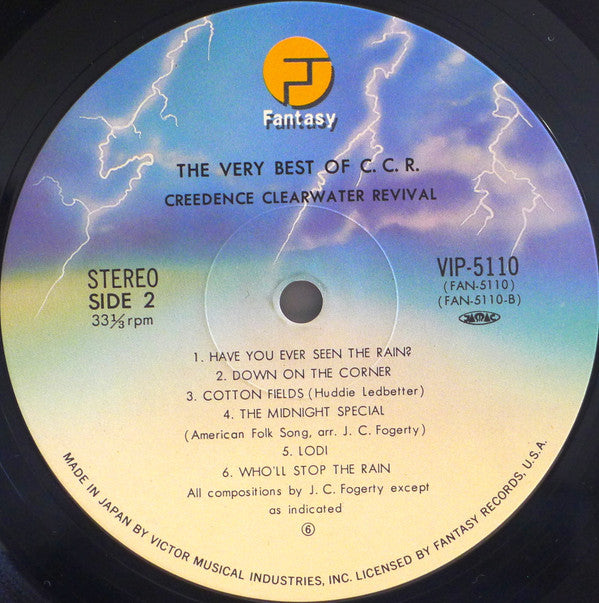 Fantasy
THE VERY BEST OF C. C. R.
CREEDENCE CLEARWATER REVIVAL
STEREO
SIDE 2
33⅓ rpm
VIP-5110
(FAN-5110)
(FAN-5110-B)
JASRAC
1. HAVE YOU EVER SEEN THE RAIN?
2. DOWN ON THE CORNER
3. COTTON FIELDS (Huddie Ledbetter)
4. THE MIDNIGHT SPECIAL
(American Folk Song, arr. J. C. Fogerty)
5. LODI
6. WHO'LL STOP THE RAIN
All compositions by J. C. Fogerty except
as indicated
⑥
MADE IN JAPAN BY VICTOR MUSICAL INDUSTRIES, INC. LICENSED BY FANTASY RECORDS, U.S.A.